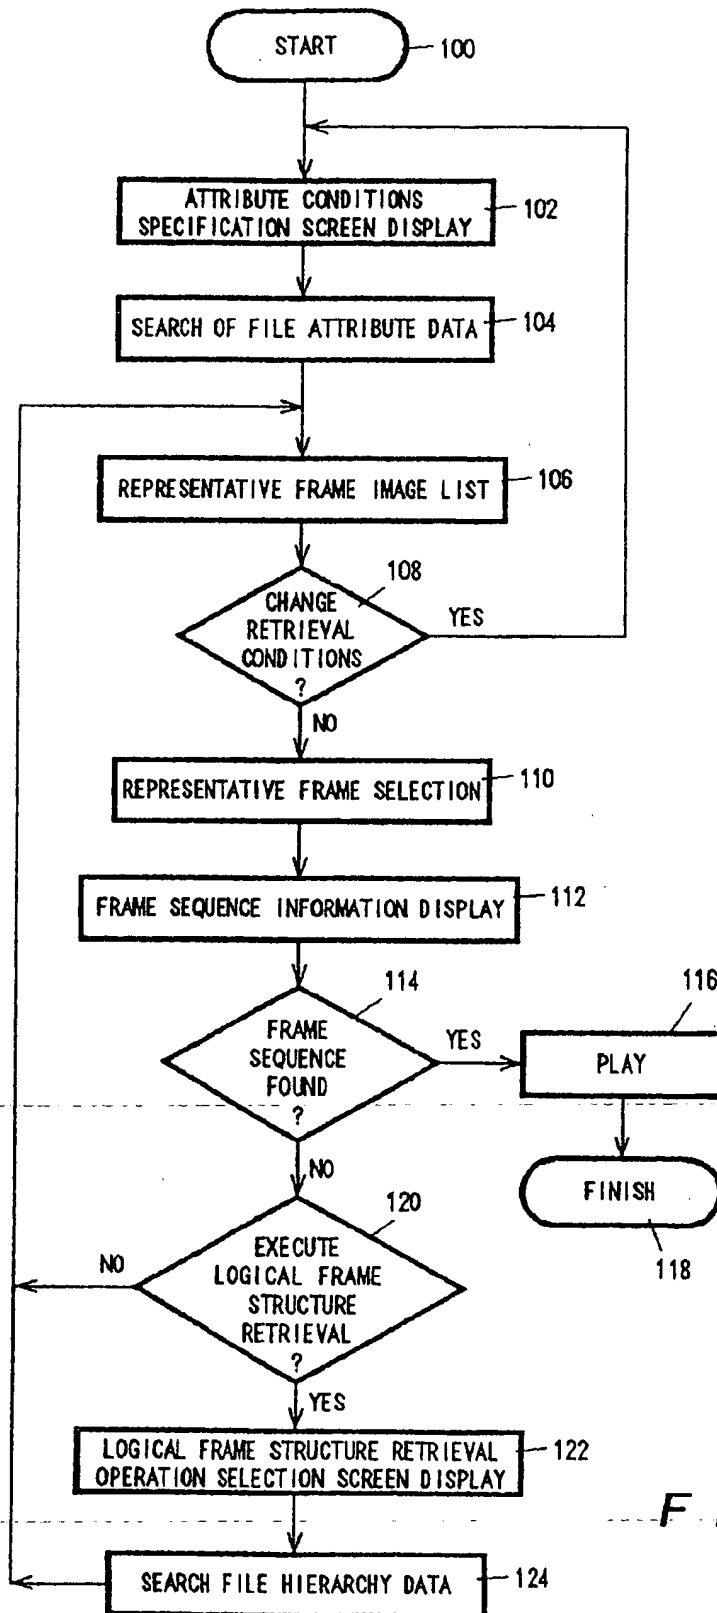 START
100
ATTRIBUTE CONDITIONS
SPECIFICATION SCREEN DISPLAY
102
SEARCH OF FILE ATTRIBUTE DATA
104
REPRESENTATIVE FRAME IMAGE LIST
106
108
CHANGE
RETRIEVAL
CONDITIONS
?
YES
NO
REPRESENTATIVE FRAME SELECTION
110
FRAME SEQUENCE INFORMATION DISPLAY
112
114
FRAME
SEQUENCE
FOUND
?
YES
116
PLAY
NO
FINISH
118
120
EXECUTE
LOGICAL FRAME
STRUCTURE
RETRIEVAL
?
NO
YES
LOGICAL FRAME STRUCTURE RETRIEVAL
OPERATION SELECTION SCREEN DISPLAY
122
F
SEARCH FILE HIERARCHY DATA
124